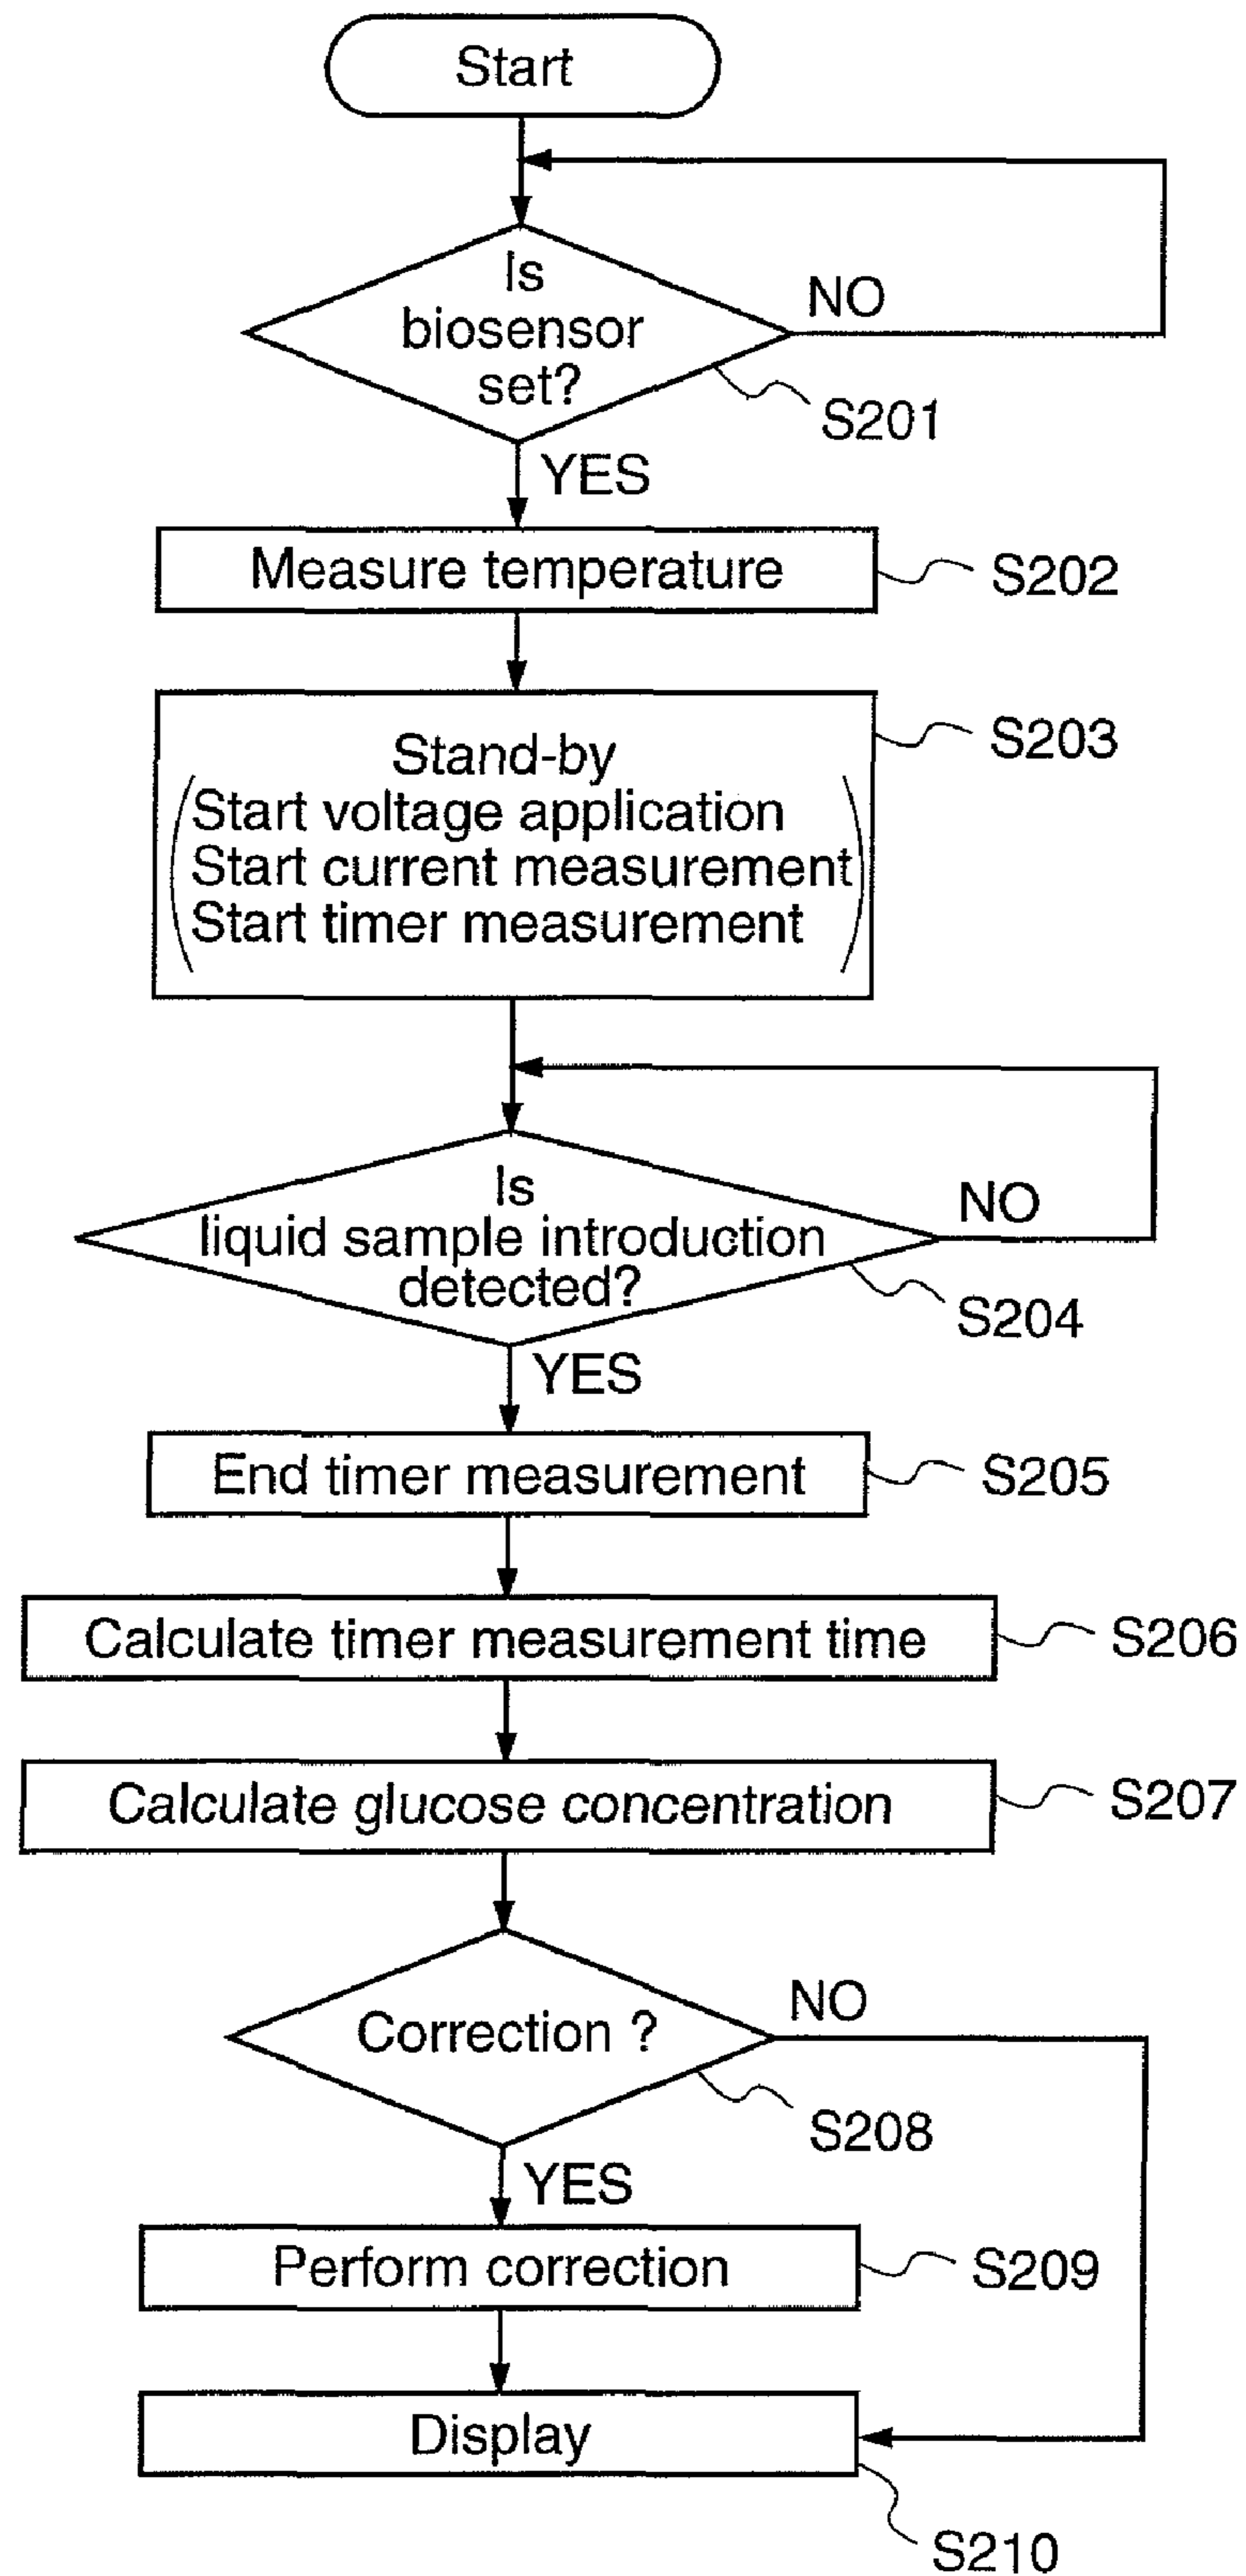 Start
Is
biosensor
set?
NO
S201
YES
Measure temperature
S202
Stand-by
S203
(Start voltage application
Start current measurement
Start timer measurement)
Is
liquid sample introduction
detected?
NO
S204
YES
End timer measurement
S205
Calculate timer measurement time
S206
Calculate glucose concentration
S207
Correction ?
NO
S208
YES
Perform correction
S209
Display
S210